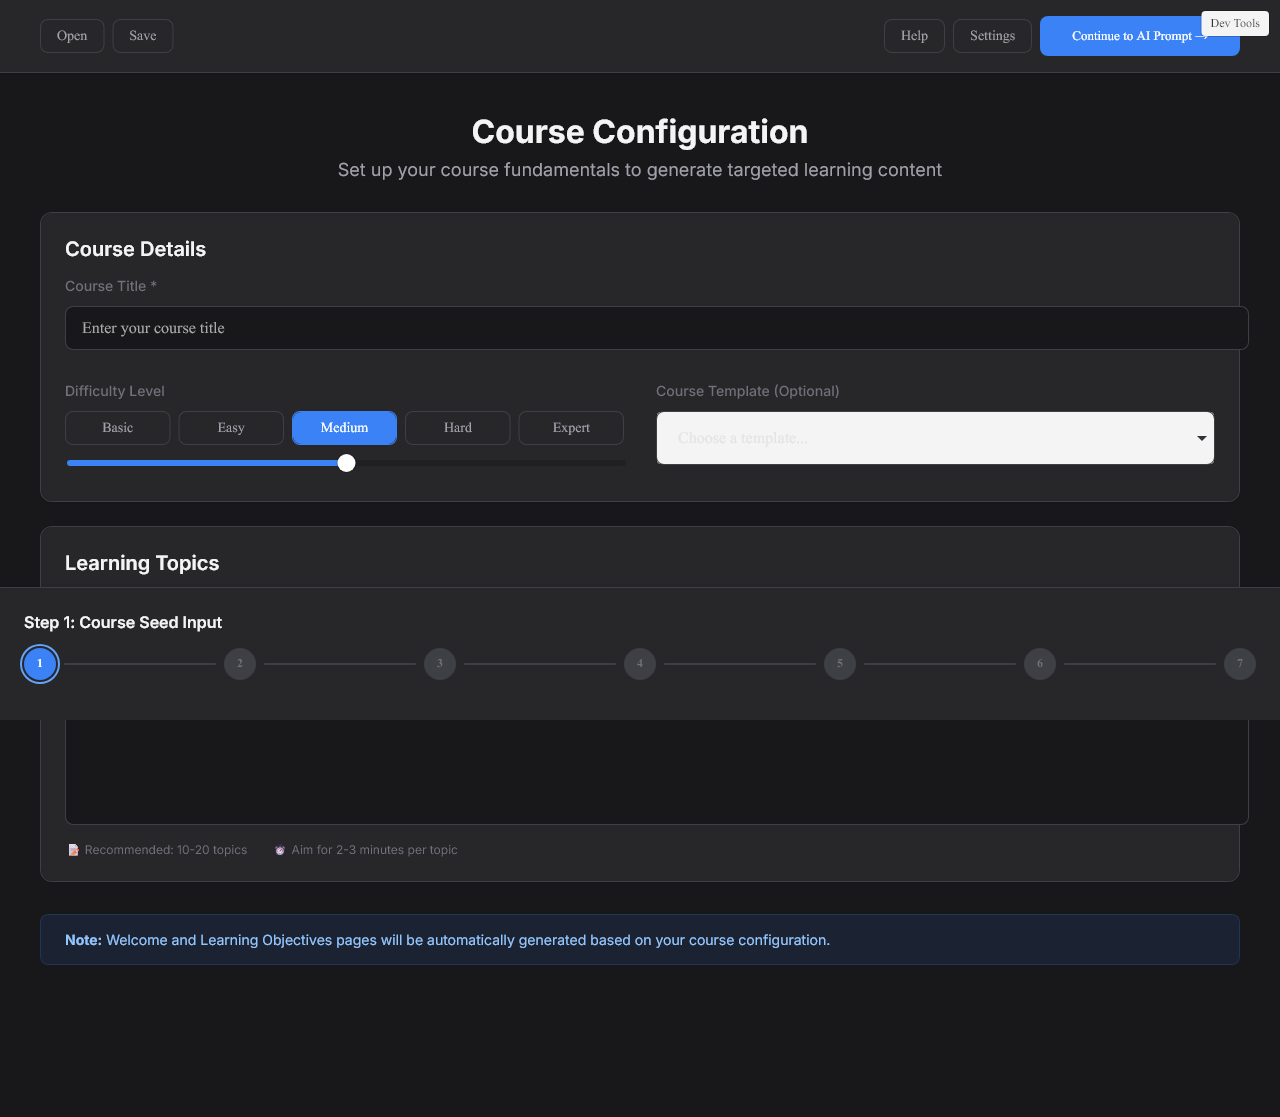 Open
Save
Help
Settings
Continue to AI Prompt →
Dev Tools
Course Configuration
Set up your course fundamentals to generate targeted learning content
Course Details
Course Title *
Enter your course title
Difficulty Level
Basic
Easy
Medium
Hard
Expert
Course Template (Optional)
Choose a template...
Learning Topics
Step 1: Course Seed Input
1
2
3
4
5
6
7
Recommended: 10-20 topics
Aim for 2-3 minutes per topic
Note: Welcome and Learning Objectives pages will be automatically generated based on your course configuration.